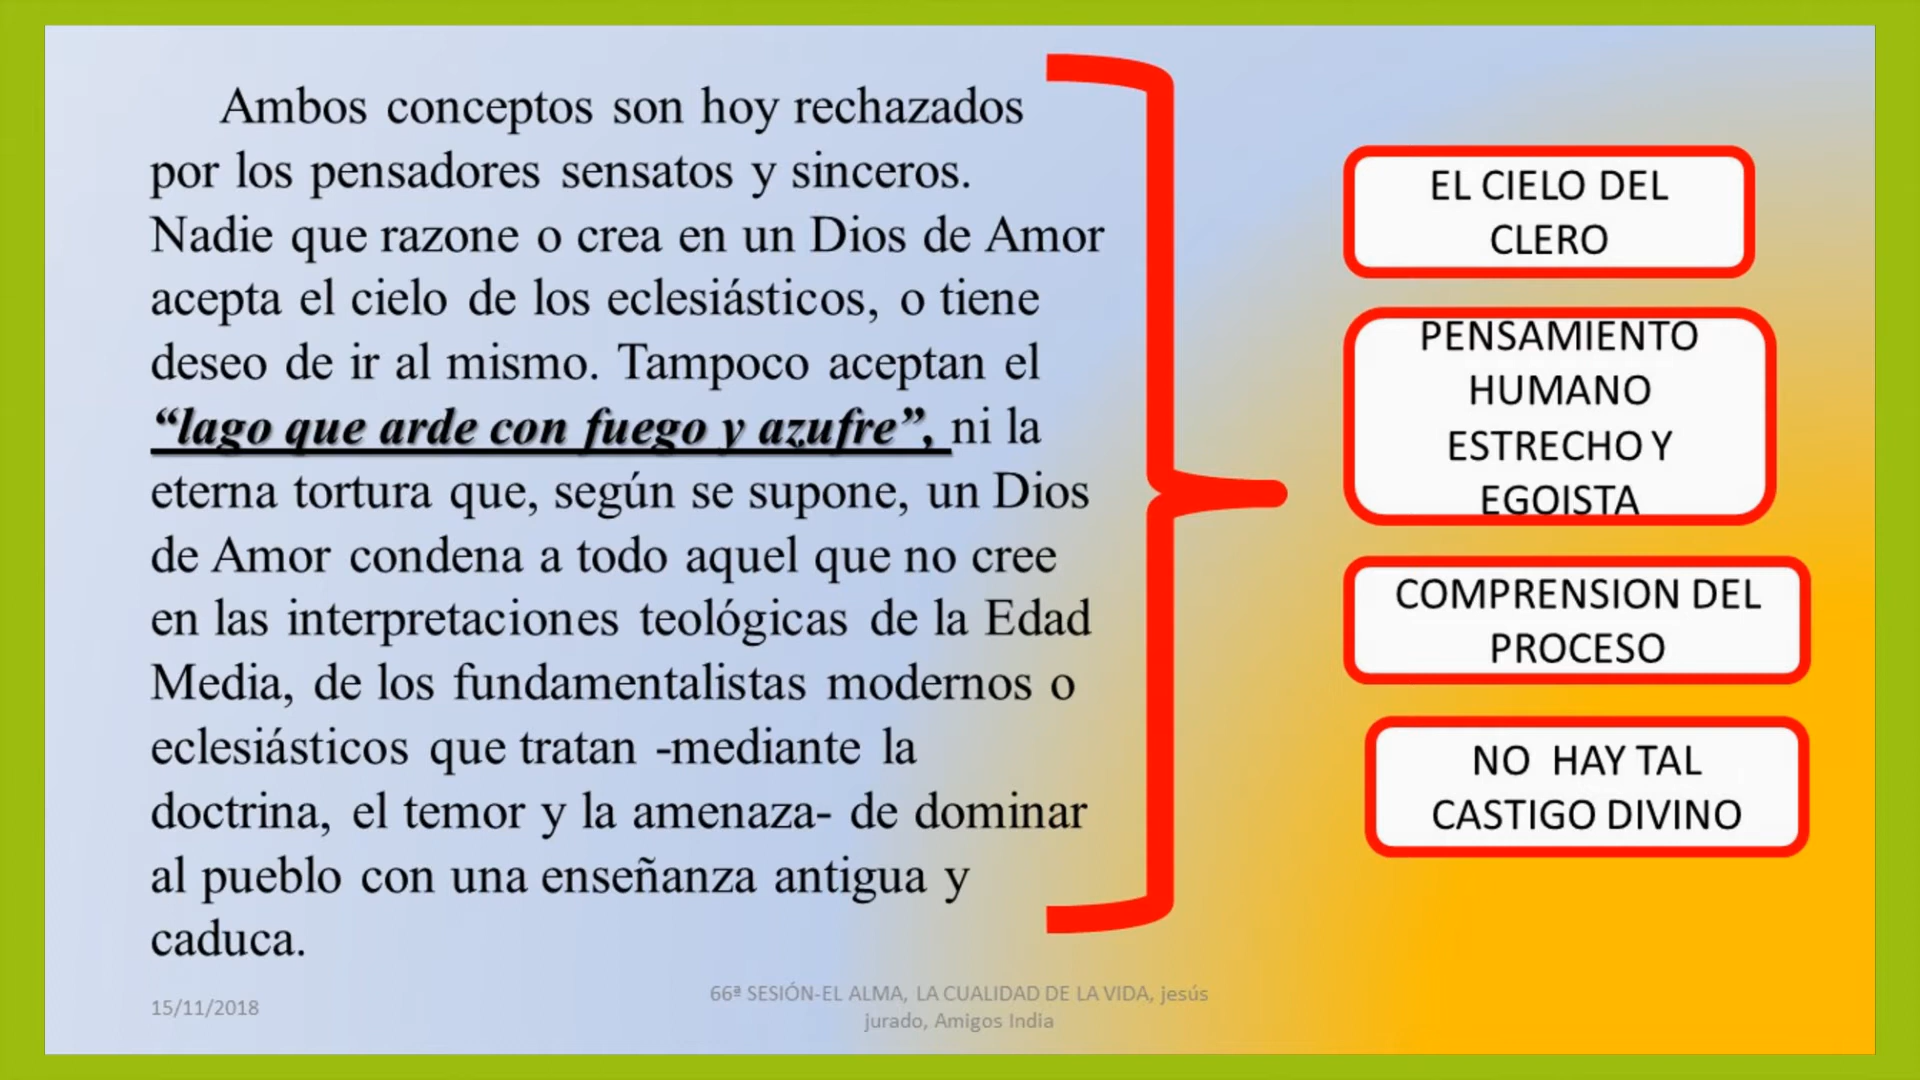 Ambos conceptos son hoy rechazados
por los pensadores sensatos y sinceros.
Nadie que razone o crea en un Dios de Amor
acepta el cielo de los eclesiásticos, o tiene
deseo de ir al mismo. Tampoco aceptan el
“lago que arde con fuego y azufre”, ni la
eterna tortura que, según se supone, un Dios
de Amor condena a todo aquel que no cree
en las interpretaciones teológicas de la Edad
Media, de los fundamentalistas modernos o
eclesiásticos que tratan -mediante la
doctrina, el temor y la amenaza- de dominar
al pueblo con una enseñanza antigua y
caduca.
EL CIELO DEL
CLERO
PENSAMIENTO
HUMANO
ESTRECHO Y
EGOISTA
COMPRENSION DEL
PROCESO
NO HAY TAL
CASTIGO DIVINO
15/11/2018
66ª SESIÓN-EL ALMA, LA CUALIDAD DE LA VIDA, jesús
jurado, Amigos India